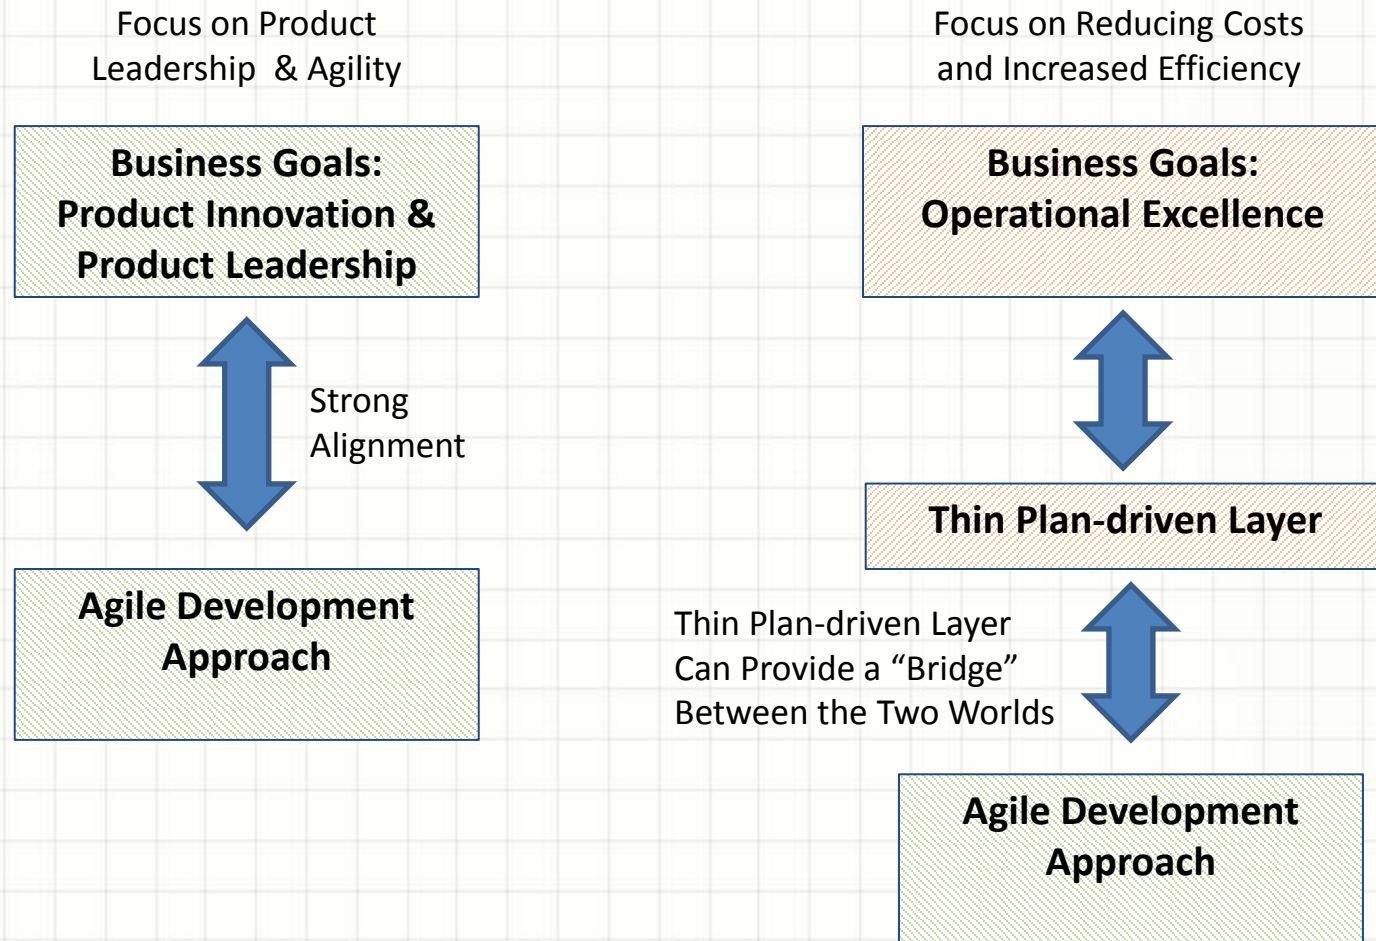 Focus on Product
Leadership & Agility
Business Goals:
Product Innovation &
Product Leadership
Strong
Alignment
Agile Development
Approach
Focus on Reducing Costs
and Increased Efficiency
Business Goals:
Operational Excellence
Thin Plan-driven Layer
Thin Plan-driven Layer
Can Provide a “Bridge”
Between the Two Worlds
Agile Development
Approach